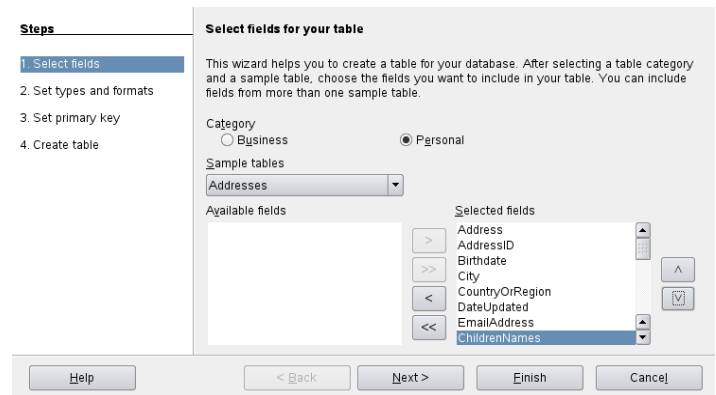 Steps
1. Select fields
2. Set types and formats
3. Set primary key
4. Create table
Select fields for your table
This wizard helps you to create a table for your database. After selecting a table category
and a sample table, choose the fields you want to include in your table. You can include
fields from more than one sample table.
Category
Business
Personal
Sample tables
Addresses
Available fields
>
>>
<
<<
Selected fields
Address
AddressID
Birthdate
City
CountryOrRegion
DateUpdated
EmailAddress
ChildrenNames
Help
< Back
Next >
Finish
Cancel